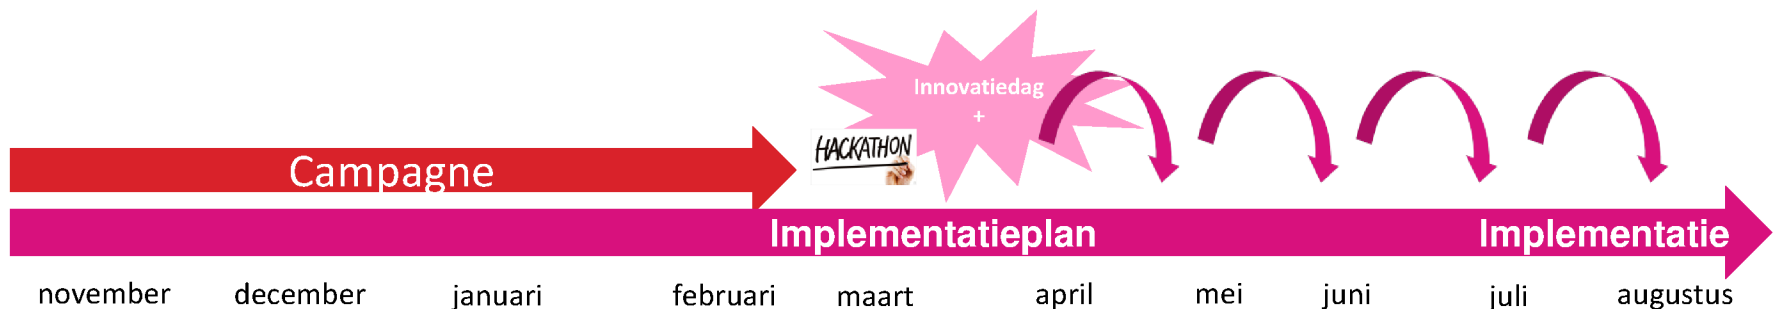 Innovatiedag
+
HACKATHON
Campagne
Implementatieplan
Implementatie
november december januari februari maart april mei juni juli augustus